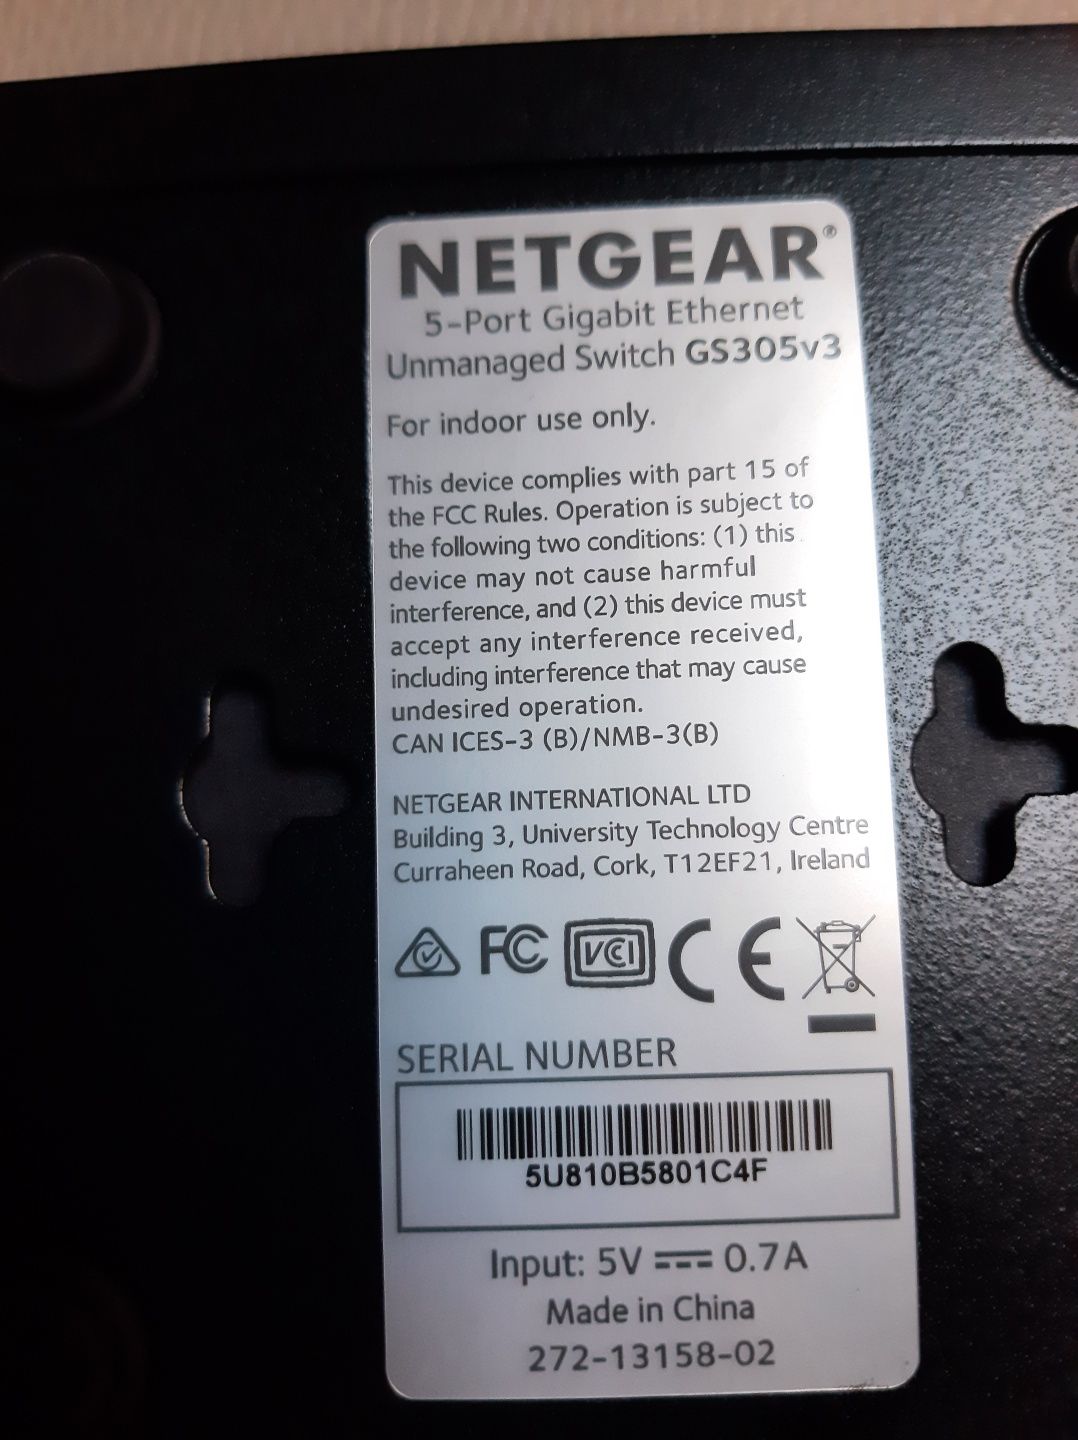 NETGEAR®
5-Port Gigabit Ethernet
Unmanaged Switch GS305v3
For indoor use only.
This device complies with part 15 of
the FCC Rules. Operation is subject to
the following two conditions: (1) this
device may not cause harmful
interference, and (2) this device must
accept any interference received,
including interference that may cause
undesired operation.
CAN ICES-3 (B)/NMB-3(B)
NETGEAR INTERNATIONAL LTD
Building 3, University Technology Centre
Curraheen Road, Cork, T12EF21, Ireland
FC VCI CE
SERIAL NUMBER
5U810B5801C4F
Input: 5V ⎓ 0.7A
Made in China
272-13158-02